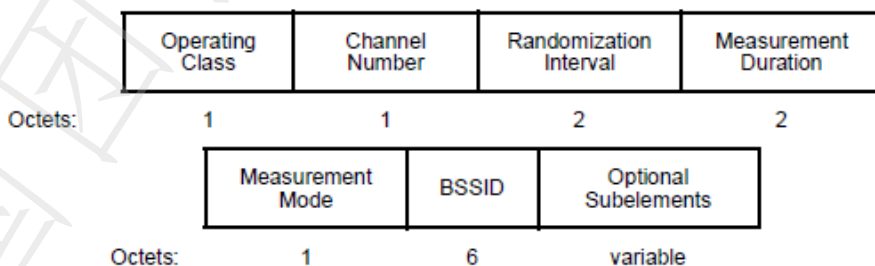 Operating Class Channel Number Randomization Interval Measurement Duration
Octets: 1 1 2 2
Measurement Mode BSSID Optional Subelements
Octets: 1 6 variable